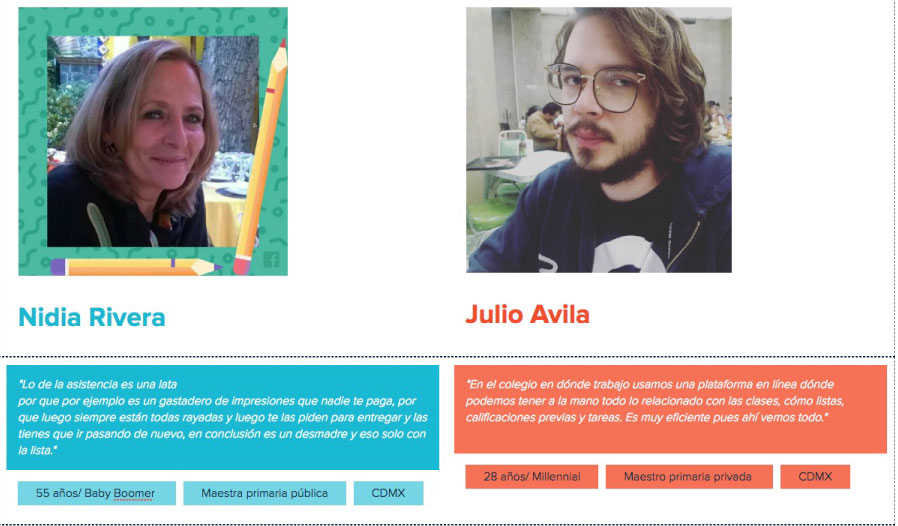 Nidia Rivera
Julio Avila
"Lo de la asistencia es una lata
por que por ejemplo es un gastadero de impresiones que nadie te paga, por
que luego siempre están todas rayadas y luego te las piden para entregar y las
tienes que ir pasando de nuevo, en conclusión es un desmadre y eso solo con
la lista."
"En el colegio en dónde trabajo usamos una plataforma en línea dónde
podemos tener a la mano todo lo relacionado con las clases, cómo listas,
calificaciones previas y tareas. Es muy eficiente pues ahí vemos todo."
55 años/ Baby Boomer
Maestra primaria pública
CDMX
28 años/ Millennial
Maestro primaria privada
CDMX